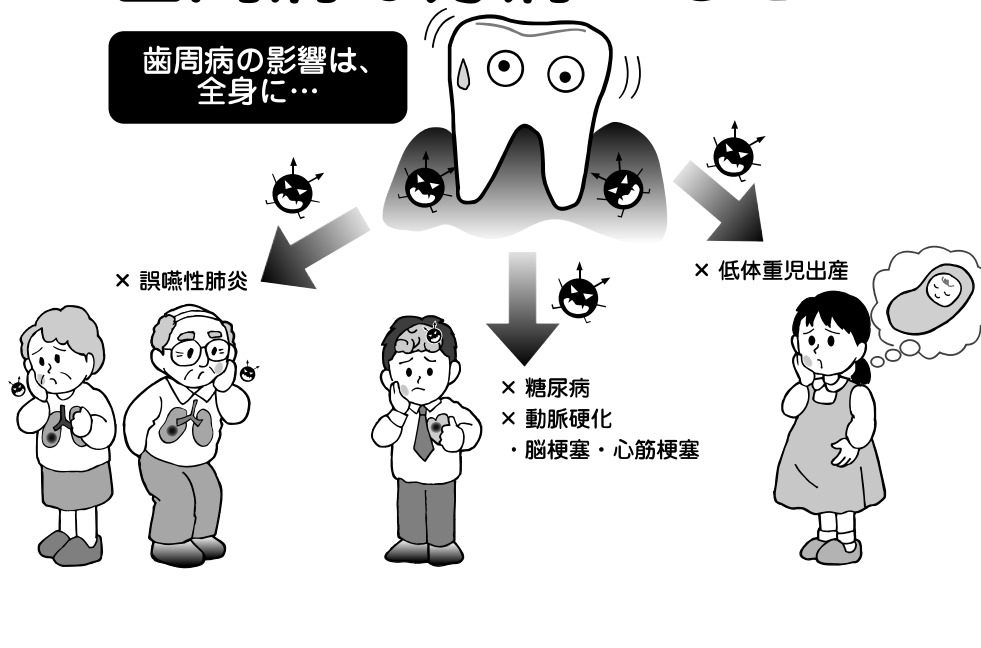 歯周病の影響は、
全身に…
× 誤嚥性肺炎
× 低体重児出産
× 糖尿病
× 動脈硬化
・脳梗塞・心筋梗塞